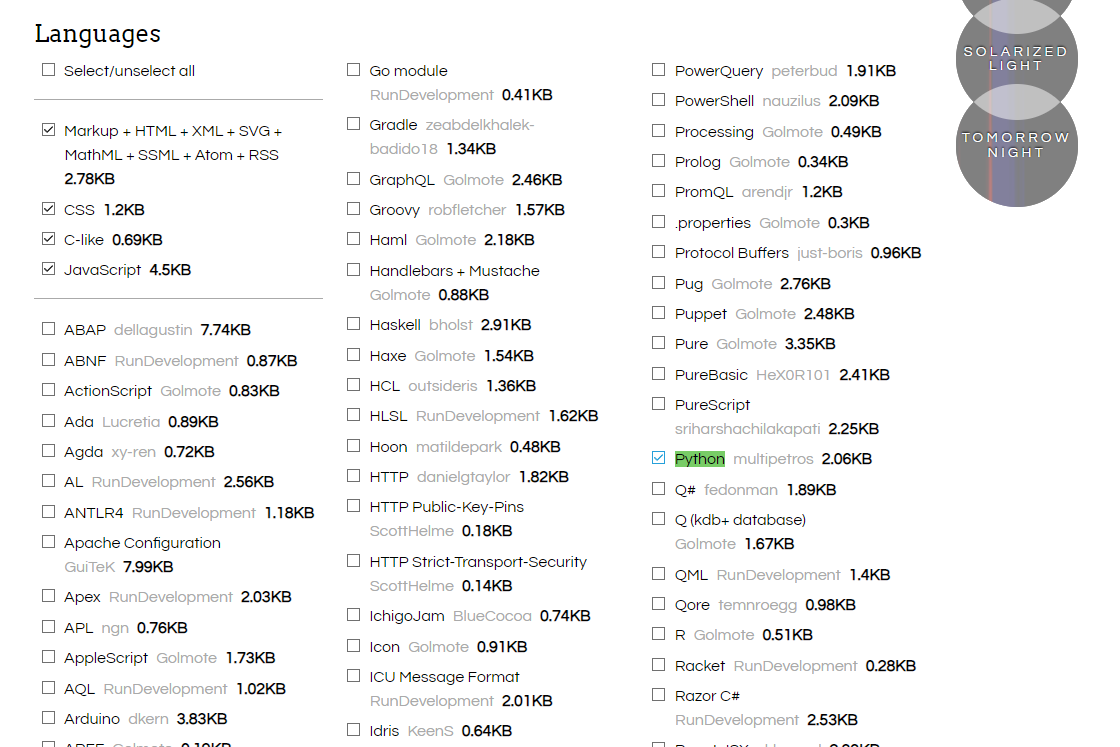 Languages
Select/unselect all
Markup + HTML + XML + SVG +
MathML + SSML + Atom + RSS
2.78KB
CSS 1.2KB
C-like 0.69KB
JavaScript 4.5KB
ABAP dellagustin 7.74KB
ABNF RunDevelopment 0.87KB
ActionScript Golmote 0.83KB
Ada Lucretia 0.89KB
Agda xy-ren 0.72KB
AL RunDevelopment 2.56KB
ANTLR4 RunDevelopment 1.18KB
Apache Configuration
GuiTeK 7.99KB
Apex RunDevelopment 2.03KB
APL ngn 0.76KB
AppleScript Golmote 1.73KB
AQL RunDevelopment 1.02KB
Arduino dkern 3.83KB
Go module
RunDevelopment 0.41KB
Gradle zeabdelkhalek-
badido18 1.34KB
GraphQL Golmote 2.46KB
Groovy robfletcher 1.57KB
Haml Golmote 2.18KB
Handlebars + Mustache
Golmote 0.88KB
Haskell bholst 2.91KB
Haxe Golmote 1.54KB
HCL outsideris 1.36KB
HLSL RunDevelopment 1.62KB
Hoon matildepark 0.48KB
HTTP danielgtaylor 1.82KB
HTTP Public-Key-Pins
ScottHelme 0.18KB
HTTP Strict-Transport-Security
ScottHelme 0.14KB
IchigoJam BlueCocoa 0.74KB
Icon Golmote 0.91KB
ICU Message Format
RunDevelopment 2.01KB
Idris KeenS 0.64KB
PowerQuery peterbud 1.91KB
PowerShell nauzilus 2.09KB
Processing Golmote 0.49KB
Prolog Golmote 0.34KB
PromQL arendjr 1.2KB
.properties Golmote 0.3KB
Protocol Buffers just-boris 0.96KB
Pug Golmote 2.76KB
Puppet Golmote 2.48KB
Pure Golmote 3.35KB
PureBasic HeX0R101 2.41KB
PureScript
sriharshachilakapati 2.25KB
Python multipetros 2.06KB
Q# fedonman 1.89KB
Q (kdb+ database)
Golmote 1.67KB
QML RunDevelopment 1.4KB
Qore temnroegg 0.98KB
R Golmote 0.51KB
Racket RunDevelopment 0.28KB
Razor C#
RunDevelopment 2.53KB
SOLARIZED
LIGHT
TOMORROW
NIGHT